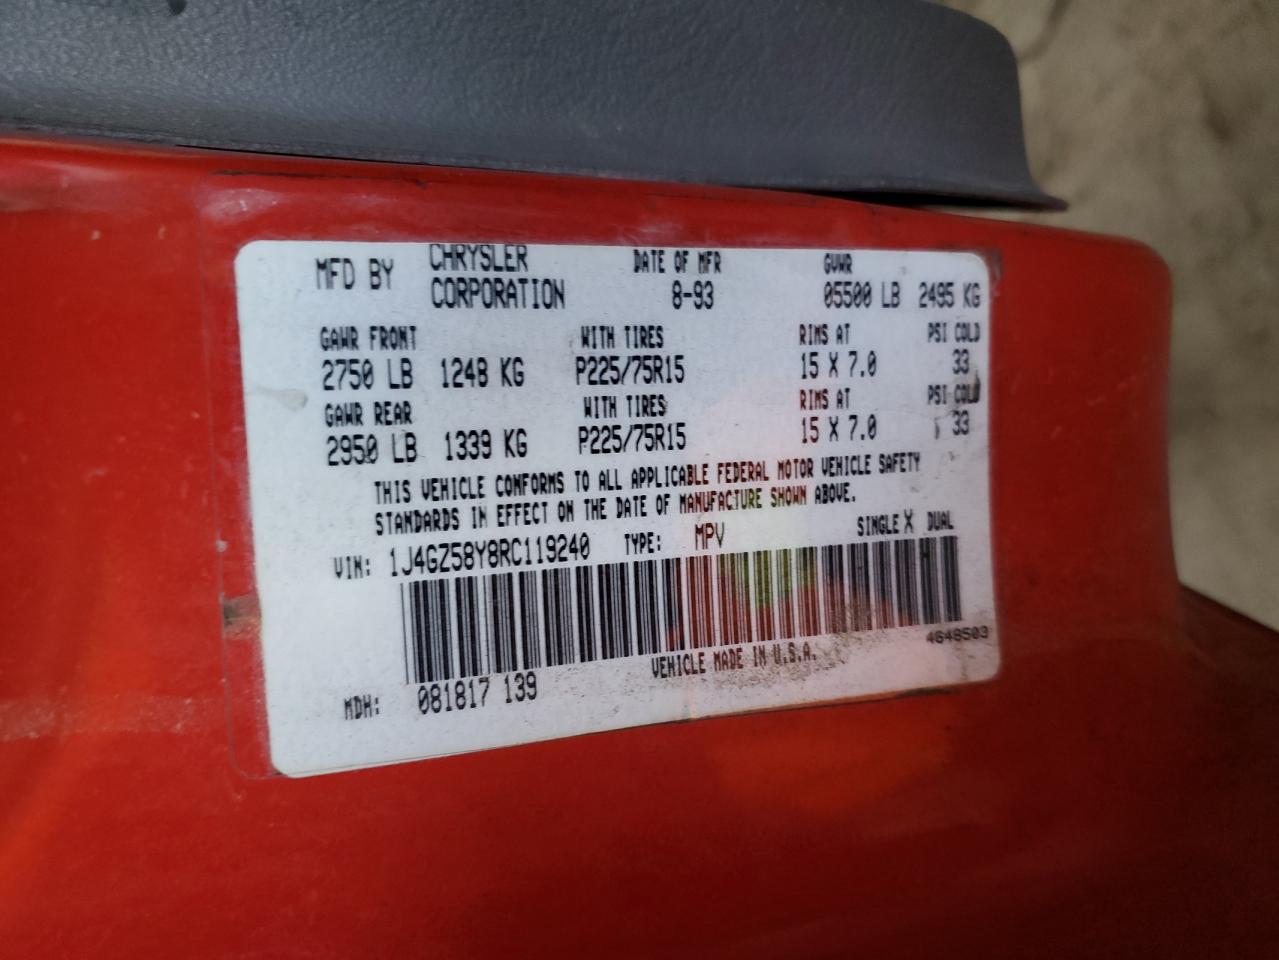 MFD BY CHRYSLER CORPORATION DATE OF MFR 8-93 GVWR 05500 LB 2495 KG
GAWR FRONT WITH TIRES RIMS AT PSI COLD
2750 LB 1248 KG P225/75R15 15 X 7.0 33
GAWR REAR WITH TIRES RIMS AT PSI COLD
2950 LB 1339 KG P225/75R15 15 X 7.0 33
THIS VEHICLE CONFORMS TO ALL APPLICABLE FEDERAL MOTOR VEHICLE SAFETY
STANDARDS IN EFFECT ON THE DATE OF MANUFACTURE SHOWN ABOVE.
VIN: 1J4GZ58Y8RC119240 TYPE: MPV SINGLE X DUAL
4648503
VEHICLE MADE IN U.S.A.
MDH: 081817 139